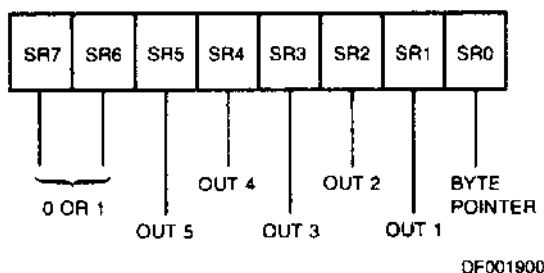 SR7 SR6 SR5 SR4 SR3 SR2 SR1 SR0
OUT 4 OUT 2 BYTE
0 OR 1 POINTER
OUT 5 OUT 3 OUT 1
DF001900